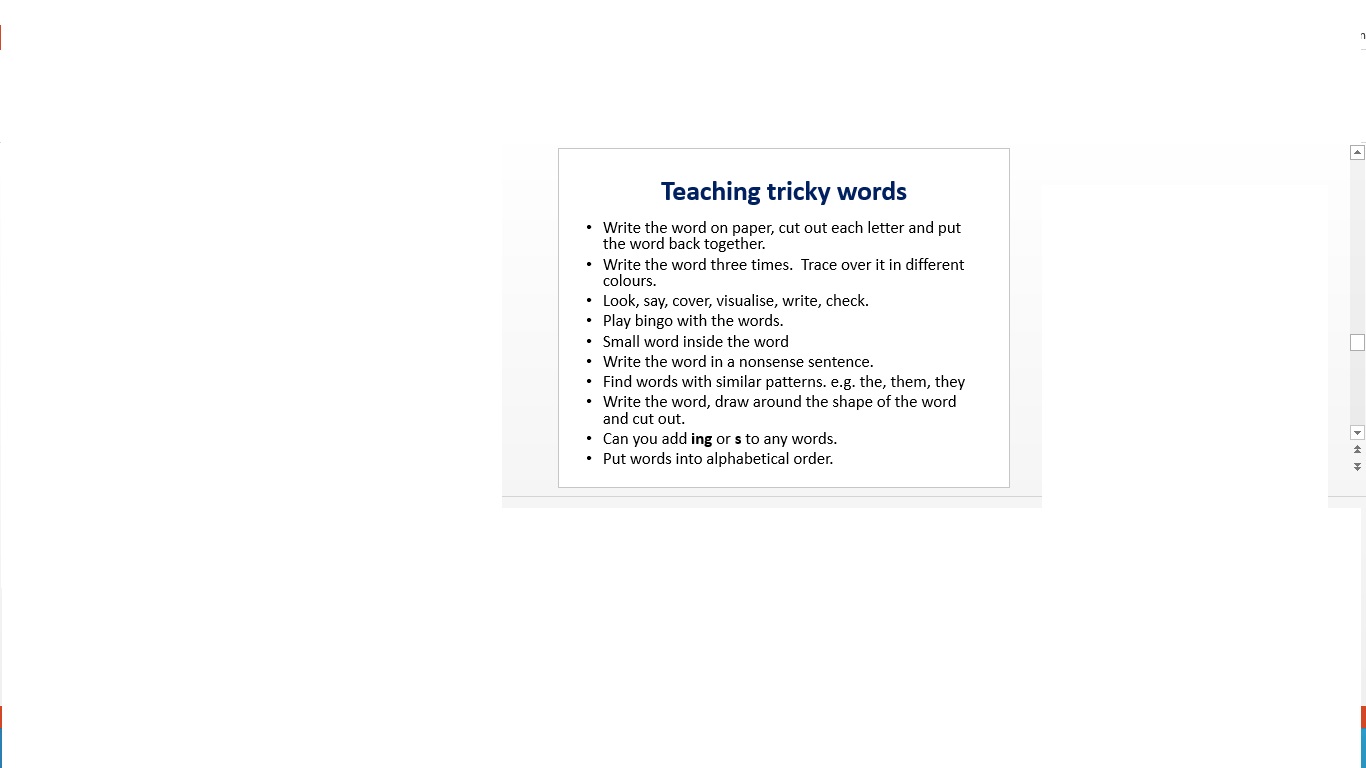 Teaching tricky words
• Write the word on paper, cut out each letter and put
the word back together.
• Write the word three times.  Trace over it in different
colours.
• Look, say, cover, visualise, write, check.
• Play bingo with the words.
• Small word inside the word
• Write the word in a nonsense sentence.
• Find words with similar patterns. e.g. the, them, they
• Write the word, draw around the shape of the word
and cut out.
• Can you add ing or s to any words.
• Put words into alphabetical order.